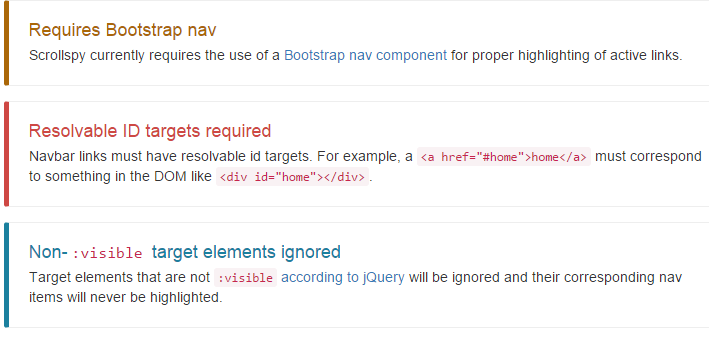 Requires Bootstrap nav
Scrollspy currently requires the use of a Bootstrap nav component for proper highlighting of active links.
Resolvable ID targets required
Navbar links must have resolvable id targets. For example, a <a href="#home">home</a> must correspond
to something in the DOM like <div id="home"></div>.
Non- :visible target elements ignored
Target elements that are not :visible according to jQuery will be ignored and their corresponding nav
items will never be highlighted.